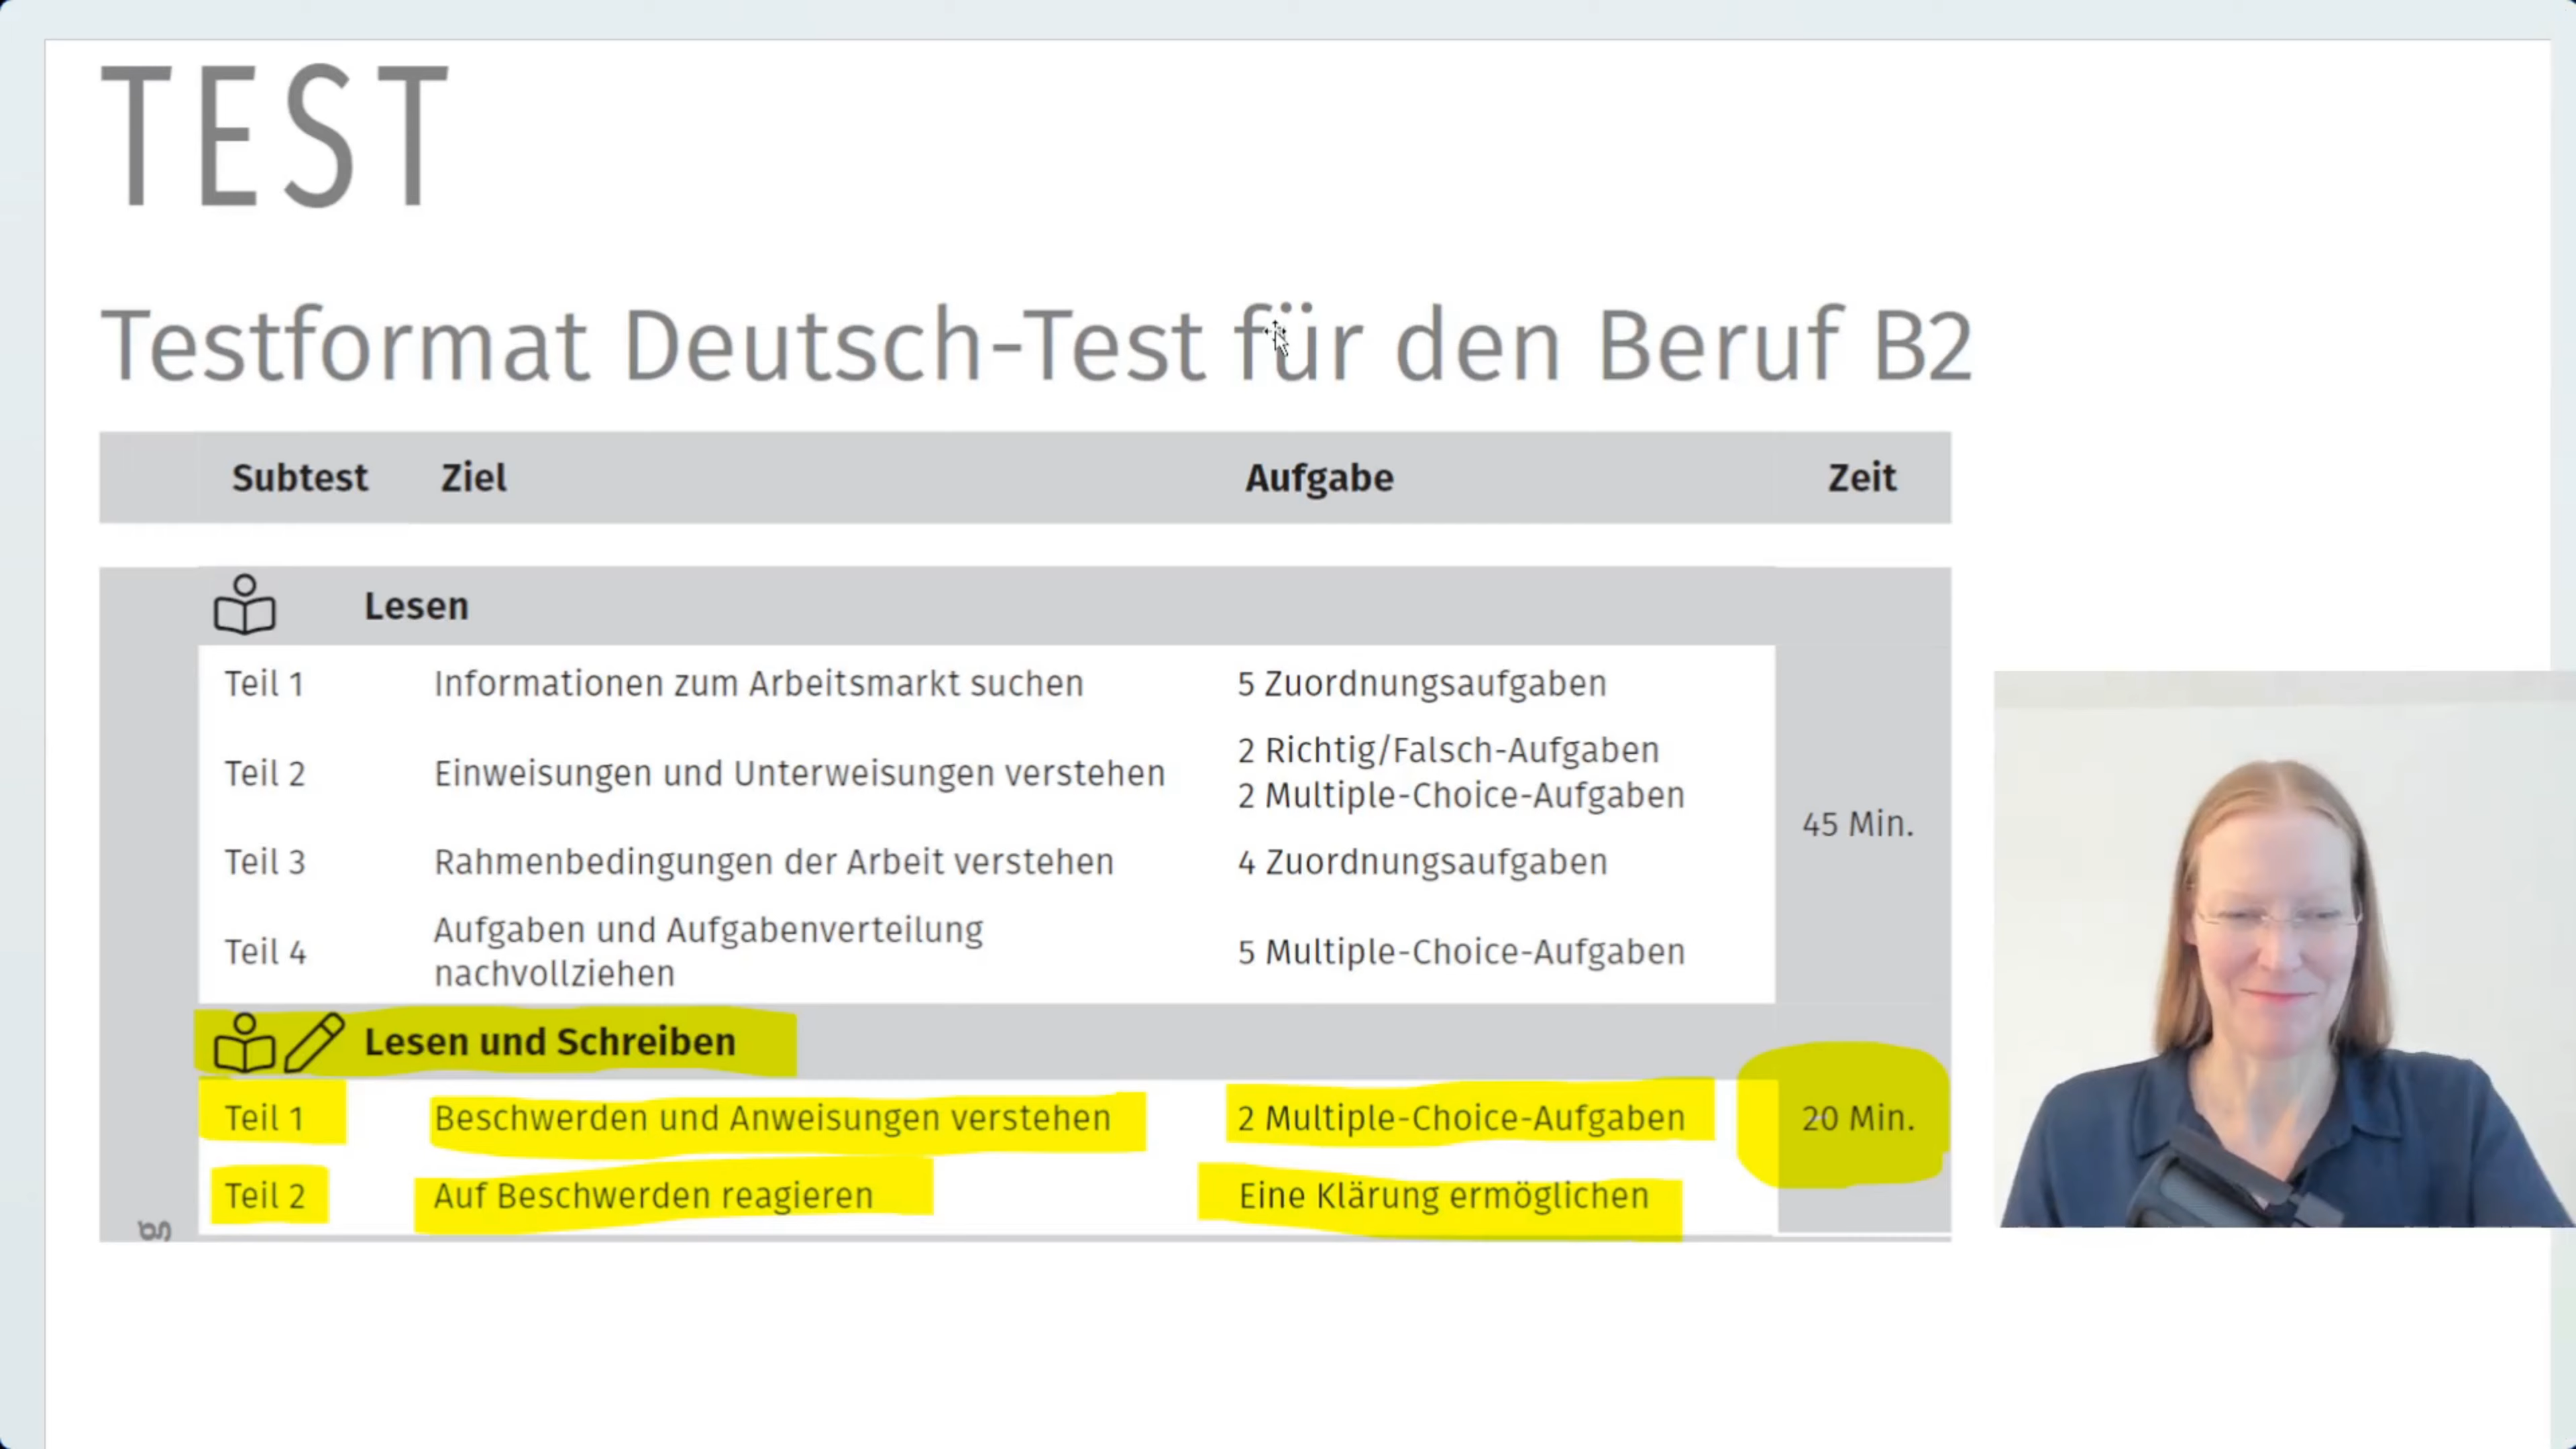 TEST
Testformat Deutsch-Test für den Beruf B2
Subtest Ziel Aufgabe Zeit
Lesen
Teil 1 Informationen zum Arbeitsmarkt suchen 5 Zuordnungsaufgaben
Teil 2 Einweisungen und Unterweisungen verstehen 2 Richtig/Falsch-Aufgaben
2 Multiple-Choice-Aufgaben
45 Min.
Teil 3 Rahmenbedingungen der Arbeit verstehen 4 Zuordnungsaufgaben
Teil 4 Aufgaben und Aufgabenverteilung
nachvollziehen 5 Multiple-Choice-Aufgaben
Lesen und Schreiben
Teil 1 Beschwerden und Anweisungen verstehen 2 Multiple-Choice-Aufgaben 20 Min.
Teil 2 Auf Beschwerden reagieren Eine Klärung ermöglichen
g